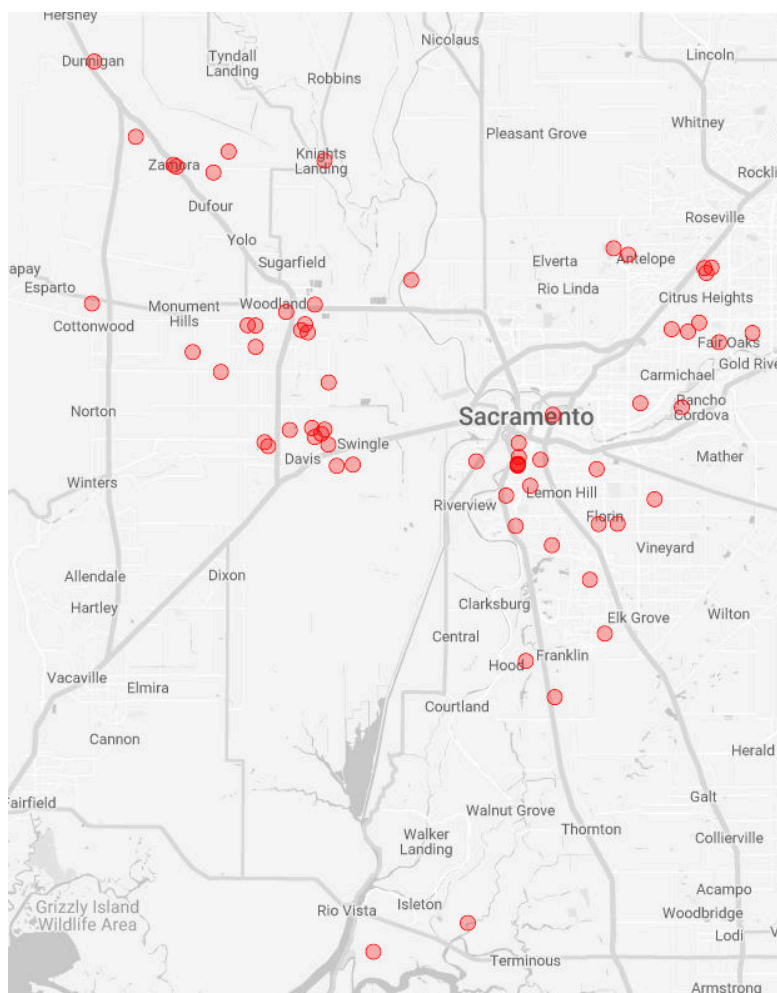 Hershey
Nicolaus
Dunnigan
Tyndall
Landing
Lincoln
Robbins
Whitney
Pleasant Grove
Zamora
Knights
Landing
Rockli
Dufour
Roseville
Yolo
Sugarfield
Elverta
Antelope
apay
Esparto
Rio Linda
Citrus Heights
Monument
Hills
Woodland
Cottonwood
Fair Oaks
Gold Rive
Carmichael
Norton
Sacramento
Rancho
Cordova
Swingle
Davis
Mather
Winters
Lemon Hill
Riverview
Florin
Vineyard
Allendale
Dixon
Hartley
Clarksburg
Elk Grove
Wilton
Central
Franklin
Hood
Vacaville
Elmira
Courtland
Cannon
Herald
Fairfield
Galt
Walnut Grove
Walker
Landing
Thornton
Collierville
Acampo
Grizzly Island
Wildlife Area
Rio Vista
Isleton
Woodbridge
Lodi
Terminous
Armstrong